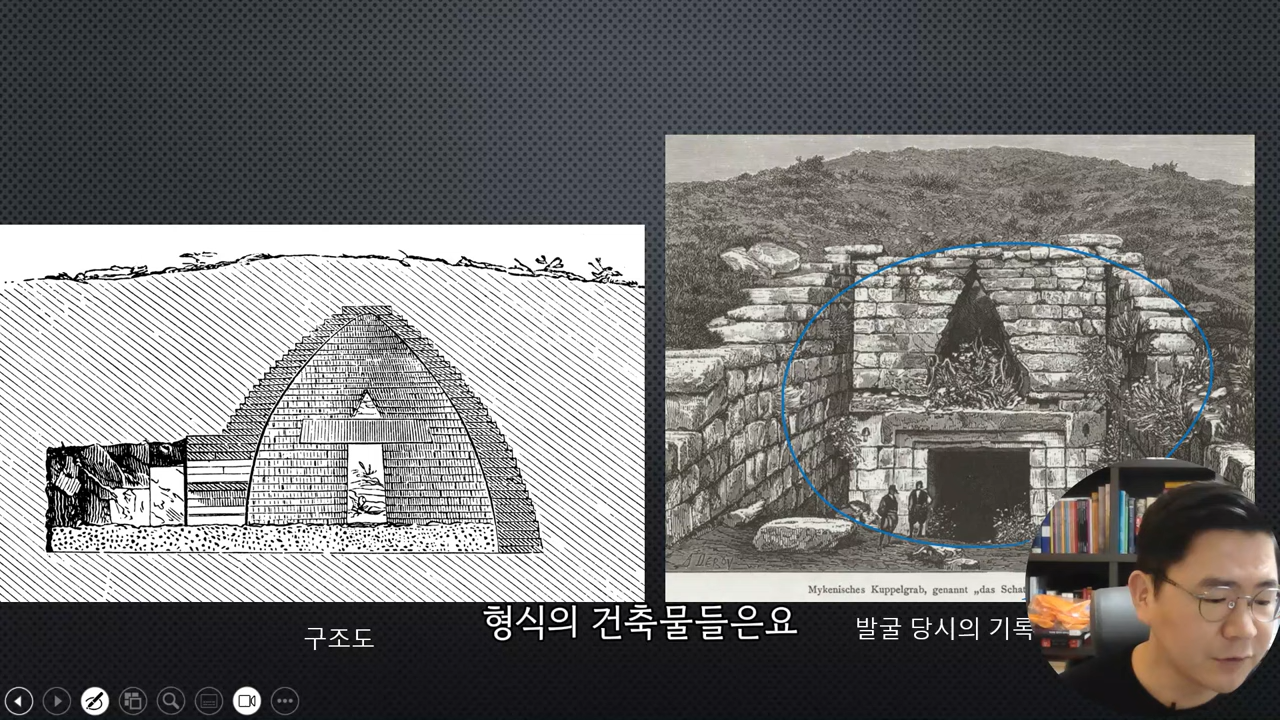 Mykenisches Kuppelgrab, genannt „das Schat
구조도
형식의 건축물들은요
발굴 당시의 기록